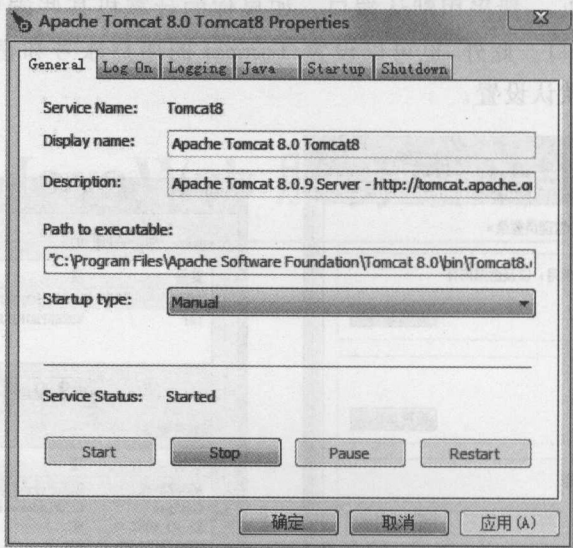 Apache Tomcat 8.0 Tomcat8 Properties
General Log On Logging Java Startup Shutdown
Service Name: Tomcat8
Display name: Apache Tomcat 8.0 Tomcat8
Description: Apache Tomcat 8.0.9 Server - http://tomcat.apache.o
Path to executable:
"C:\Program Files\Apache Software Foundation\Tomcat 8.0\bin\Tomcat8.
Startup type: Manual
Service Status: Started
Start Stop Pause Restart
确定 取消 应用(A)
认设置。